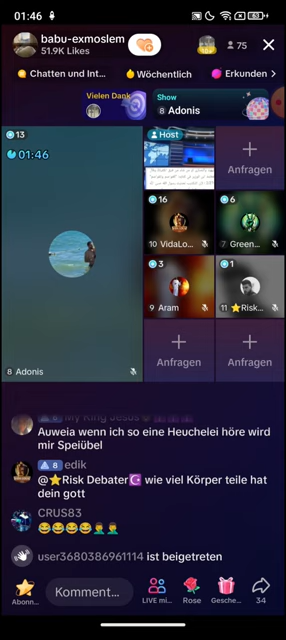 01:46
63
babu-exmoslem
51.9K Likes
75
Chatten und Int...
Wöchentlich
Erkunden >
Vielen Dank
Show
8 Adonis
13
01:46
Host
+
Anfragen
16
10 VidaLo...
6
7 Green...
3
9 Aram
1
11 ⭐Risk...
8 Adonis
+
Anfragen
+
Anfragen
My King Jesus
Auweia wenn ich so eine Heuchelei höre wird
mir Speiübel
8 edik
@⭐Risk Debater☪️ wie viel Körper teile hat
dein gott
CRUS83
😂😂😂😂🤦‍♂️🤦‍♂️
user3680386961114 ist beigetreten
Abonn...
Komment...
LIVE mi...
Rose
Gesche...
34